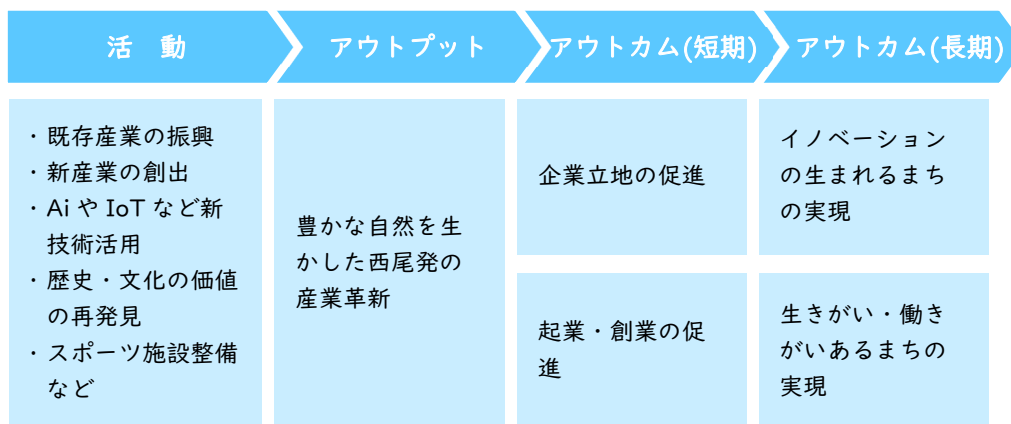 活　動
アウトプット
アウトカム(短期)
アウトカム(長期)
・既存産業の振興
・新産業の創出
・Ai や IoT など新
技術活用
・歴史・文化の価値
の再発見
・スポーツ施設整備
など
豊かな自然を生
かした西尾発の
産業革新
企業立地の促進
起業・創業の促
進
イノベーション
の生まれるまち
の実現
生きがい・働き
がいあるまちの
実現